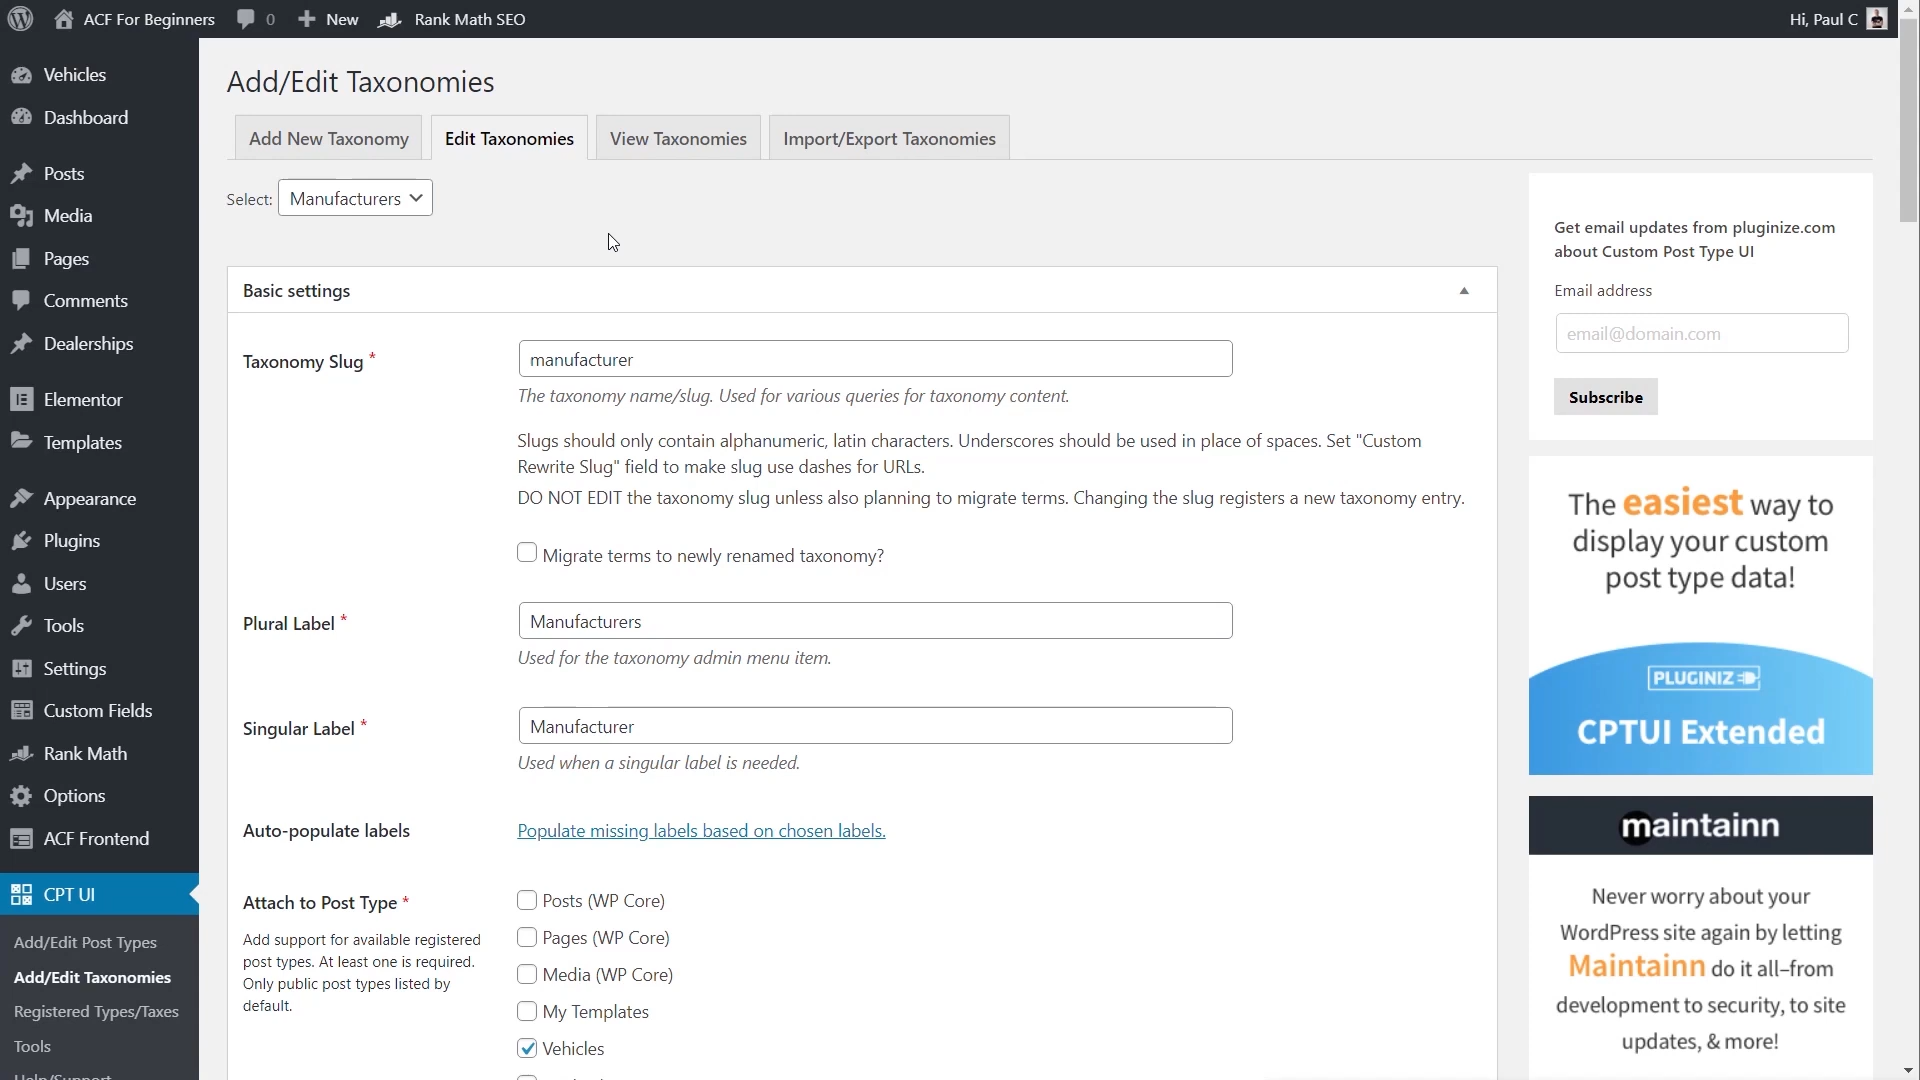 ACF For Beginners
0
New
Rank Math SEO
Hi, Paul C
Vehicles
Dashboard
Posts
Media
Pages
Comments
Dealerships
Elementor
Templates
Appearance
Plugins
Users
Tools
Settings
Custom Fields
Rank Math
Options
ACF Frontend
CPT UI
Add/Edit Post Types
Add/Edit Taxonomies
Registered Types/Taxes
Tools
Help/Support
Add/Edit Taxonomies
Add New Taxonomy
Edit Taxonomies
View Taxonomies
Import/Export Taxonomies
Select: Manufacturers
Basic settings
Taxonomy Slug *
manufacturer
The taxonomy name/slug. Used for various queries for taxonomy content.
Slugs should only contain alphanumeric, latin characters. Underscores should be used in place of spaces. Set "Custom
Rewrite Slug" field to make slug use dashes for URLs.
DO NOT EDIT the taxonomy slug unless also planning to migrate terms. Changing the slug registers a new taxonomy entry.
Migrate terms to newly renamed taxonomy?
Plural Label *
Manufacturers
Used for the taxonomy admin menu item.
Singular Label *
Manufacturer
Used when a singular label is needed.
Auto-populate labels
Populate missing labels based on chosen labels.
Attach to Post Type *
Add support for available registered
post types. At least one is required.
Only public post types listed by
default.
Posts (WP Core)
Pages (WP Core)
Media (WP Core)
My Templates
Vehicles
Get email updates from pluginize.com
about Custom Post Type UI
Email address
email@domain.com
Subscribe
The easiest way to
display your custom
post type data!
PLUGINIZ
CPTUI Extended
maintainn
Never worry about your
WordPress site again by letting
Maintainn do it all–from
development to security, to site
updates, & more!